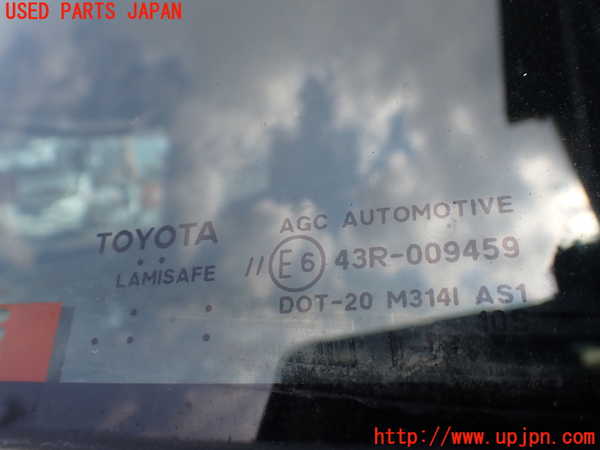 USED PARTS JAPAN
TOYOTA
LAMISAFE
AGC AUTOMOTIVE
// E6 43R-009459
DOT-20 M314I AS1
http://www.upjpn.com/